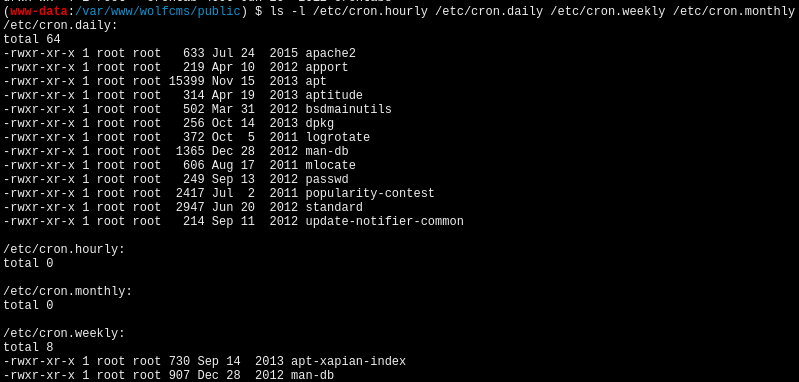 (www-data:/var/www/wolfcms/public) $ ls -l /etc/cron.hourly /etc/cron.daily /etc/cron.weekly /etc/cron.monthly
/etc/cron.daily:
total 64
-rwxr-xr-x 1 root root   633 Jul 24  2015 apache2
-rwxr-xr-x 1 root root   219 Apr 10  2012 apport
-rwxr-xr-x 1 root root 15399 Nov 15  2013 apt
-rwxr-xr-x 1 root root   314 Apr 19  2013 aptitude
-rwxr-xr-x 1 root root   502 Mar 31  2012 bsdmainutils
-rwxr-xr-x 1 root root   256 Oct 14  2013 dpkg
-rwxr-xr-x 1 root root   372 Oct  5  2011 logrotate
-rwxr-xr-x 1 root root  1365 Dec 28  2012 man-db
-rwxr-xr-x 1 root root   606 Aug 17  2011 mlocate
-rwxr-xr-x 1 root root   249 Sep 13  2012 passwd
-rwxr-xr-x 1 root root  2417 Jul  2  2011 popularity-contest
-rwxr-xr-x 1 root root  2947 Jun 20  2012 standard
-rwxr-xr-x 1 root root   214 Sep 11  2012 update-notifier-common
/etc/cron.hourly:
total 0
/etc/cron.monthly:
total 0
/etc/cron.weekly:
total 8
-rwxr-xr-x 1 root root 730 Sep 14  2013 apt-xapian-index
-rwxr-xr-x 1 root root 907 Dec 28  2012 man-db